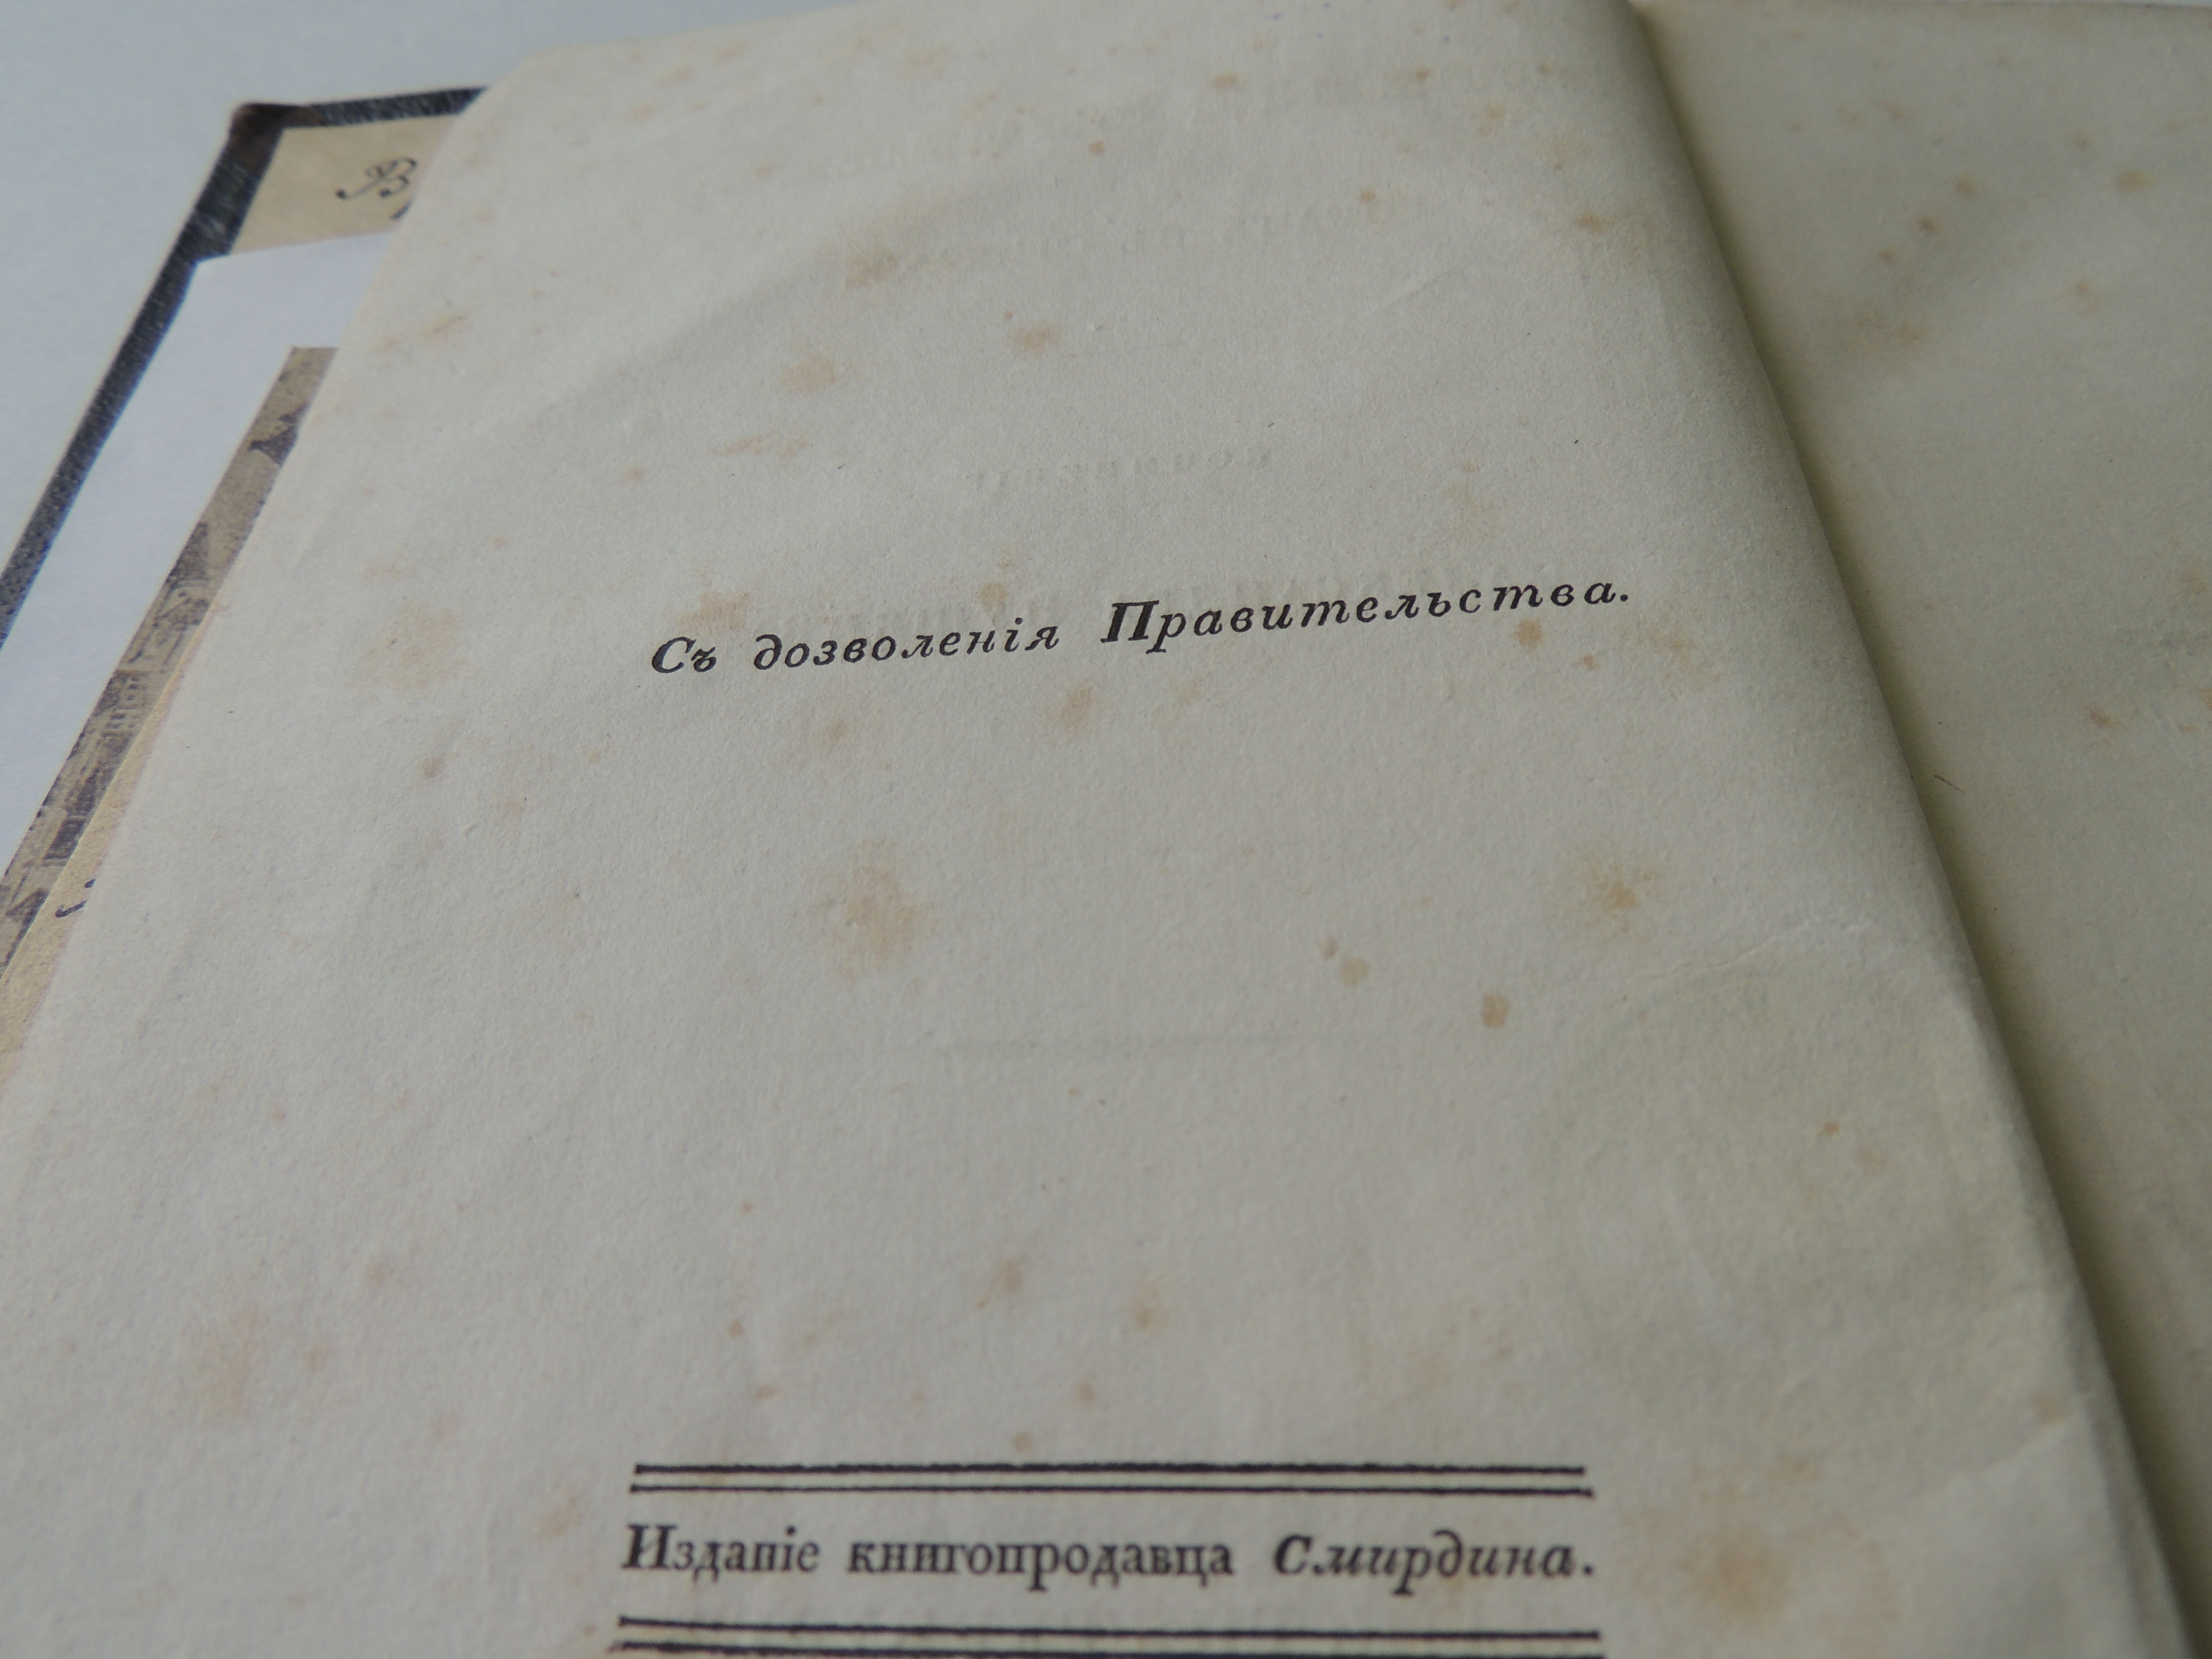 Съ дозволенія Правительства.
Изданіе книгопродавца Смирдина.